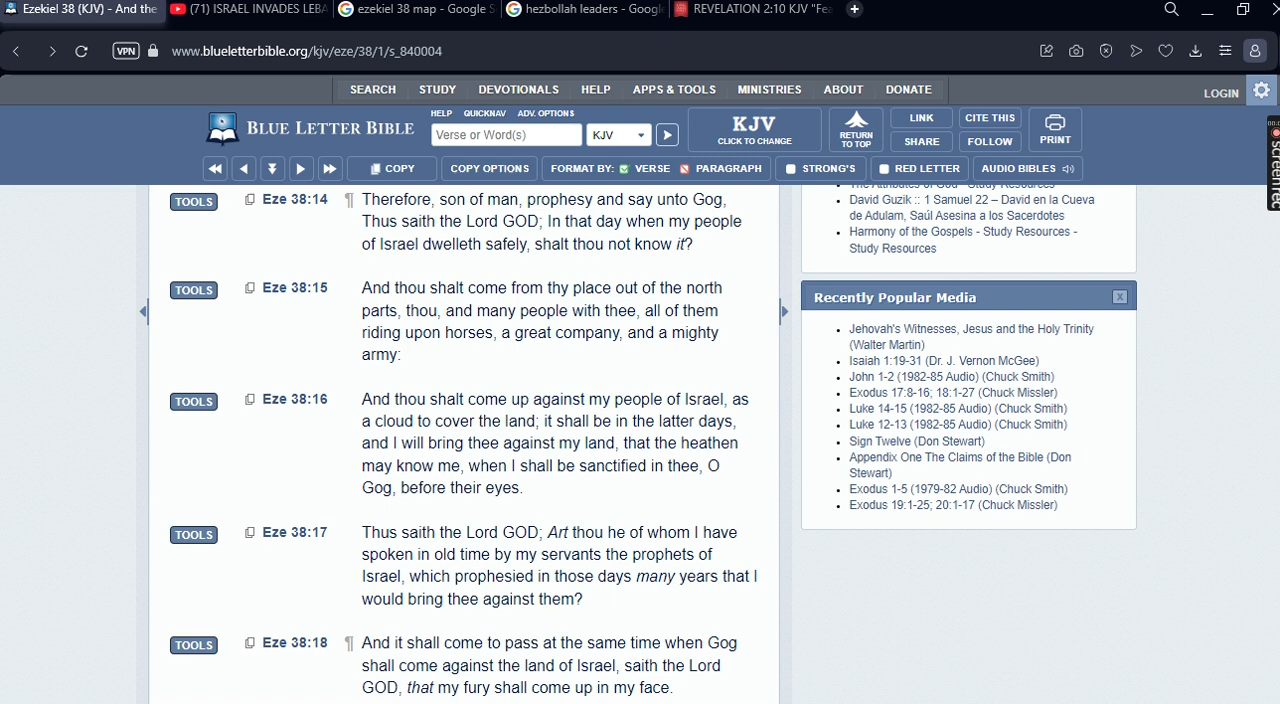 Ezekiel 38 (KJV) - And the
(71) ISRAEL INVADES LEBA
ezekiel 38 map - Google S
hezbollah leaders - Google
REVELATION 2:10 KJV "Fea
VPN
www.blueletterbible.org/kjv/eze/38/1/s_840004
SEARCH STUDY DEVOTIONALS HELP APPS & TOOLS MINISTRIES ABOUT DONATE
LOGIN
BLUE LETTER BIBLE
HELP QUICKNAV ADV. OPTIONS
Verse or Word(s)
KJV
KJV
CLICK TO CHANGE
RETURN
TO TOP
LINK
CITE THIS
SHARE
FOLLOW
PRINT
COPY
COPY OPTIONS
FORMAT BY: VERSE PARAGRAPH
STRONG'S
RED LETTER
AUDIO BIBLES
screenrec
TOOLS Eze 38:14 ¶ Therefore, son of man, prophesy and say unto Gog,
Thus saith the Lord GOD; In that day when my people
of Israel dwelleth safely, shalt thou not know it?
TOOLS Eze 38:15 And thou shalt come from thy place out of the north
parts, thou, and many people with thee, all of them
riding upon horses, a great company, and a mighty
army:
TOOLS Eze 38:16 And thou shalt come up against my people of Israel, as
a cloud to cover the land; it shall be in the latter days,
and I will bring thee against my land, that the heathen
may know me, when I shall be sanctified in thee, O
Gog, before their eyes.
TOOLS Eze 38:17 Thus saith the Lord GOD; Art thou he of whom I have
spoken in old time by my servants the prophets of
Israel, which prophesied in those days many years that I
would bring thee against them?
TOOLS Eze 38:18 ¶ And it shall come to pass at the same time when Gog
shall come against the land of Israel, saith the Lord
GOD, that my fury shall come up in my face.
The Attributes of God - Study Resources
David Guzik :: 1 Samuel 22 – David en la Cueva
de Adulam, Saúl Asesina a los Sacerdotes
Harmony of the Gospels - Study Resources -
Study Resources
Recently Popular Media
Jehovah's Witnesses, Jesus and the Holy Trinity
(Walter Martin)
Isaiah 1:19-31 (Dr. J. Vernon McGee)
John 1-2 (1982-85 Audio) (Chuck Smith)
Exodus 17:8-16; 18:1-27 (Chuck Missler)
Luke 14-15 (1982-85 Audio) (Chuck Smith)
Luke 12-13 (1982-85 Audio) (Chuck Smith)
Sign Twelve (Don Stewart)
Appendix One The Claims of the Bible (Don
Stewart)
Exodus 1-5 (1979-82 Audio) (Chuck Smith)
Exodus 19:1-25; 20:1-17 (Chuck Missler)